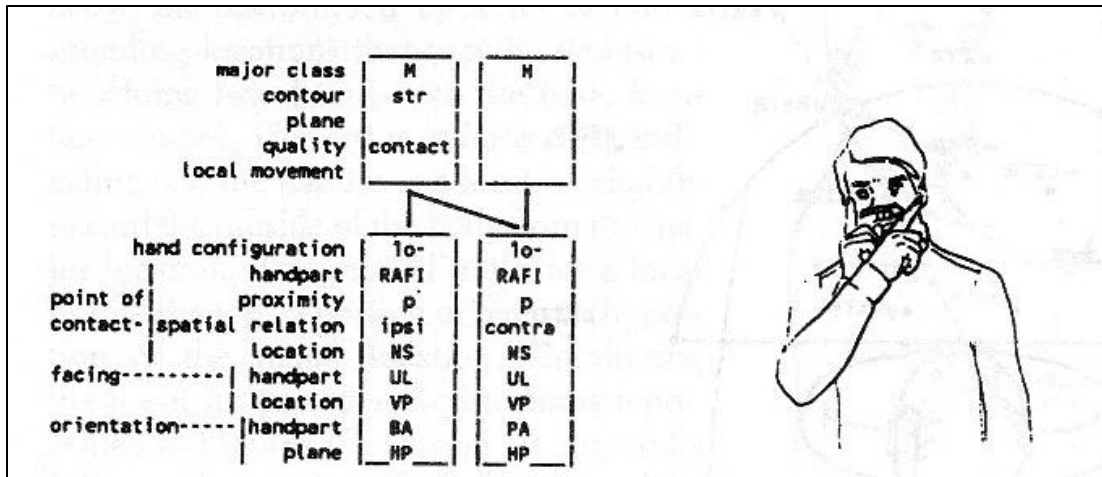 major class M M
contour str
plane
quality contact
local movement
hand configuration 1o- 1o-
handpart RAFI RAFI
point of proximity p p
contact- spatial relation ipsi contra
location NS NS
facing--------- handpart UL UL
location VP VP
orientation----- handpart BA PA
plane HP HP